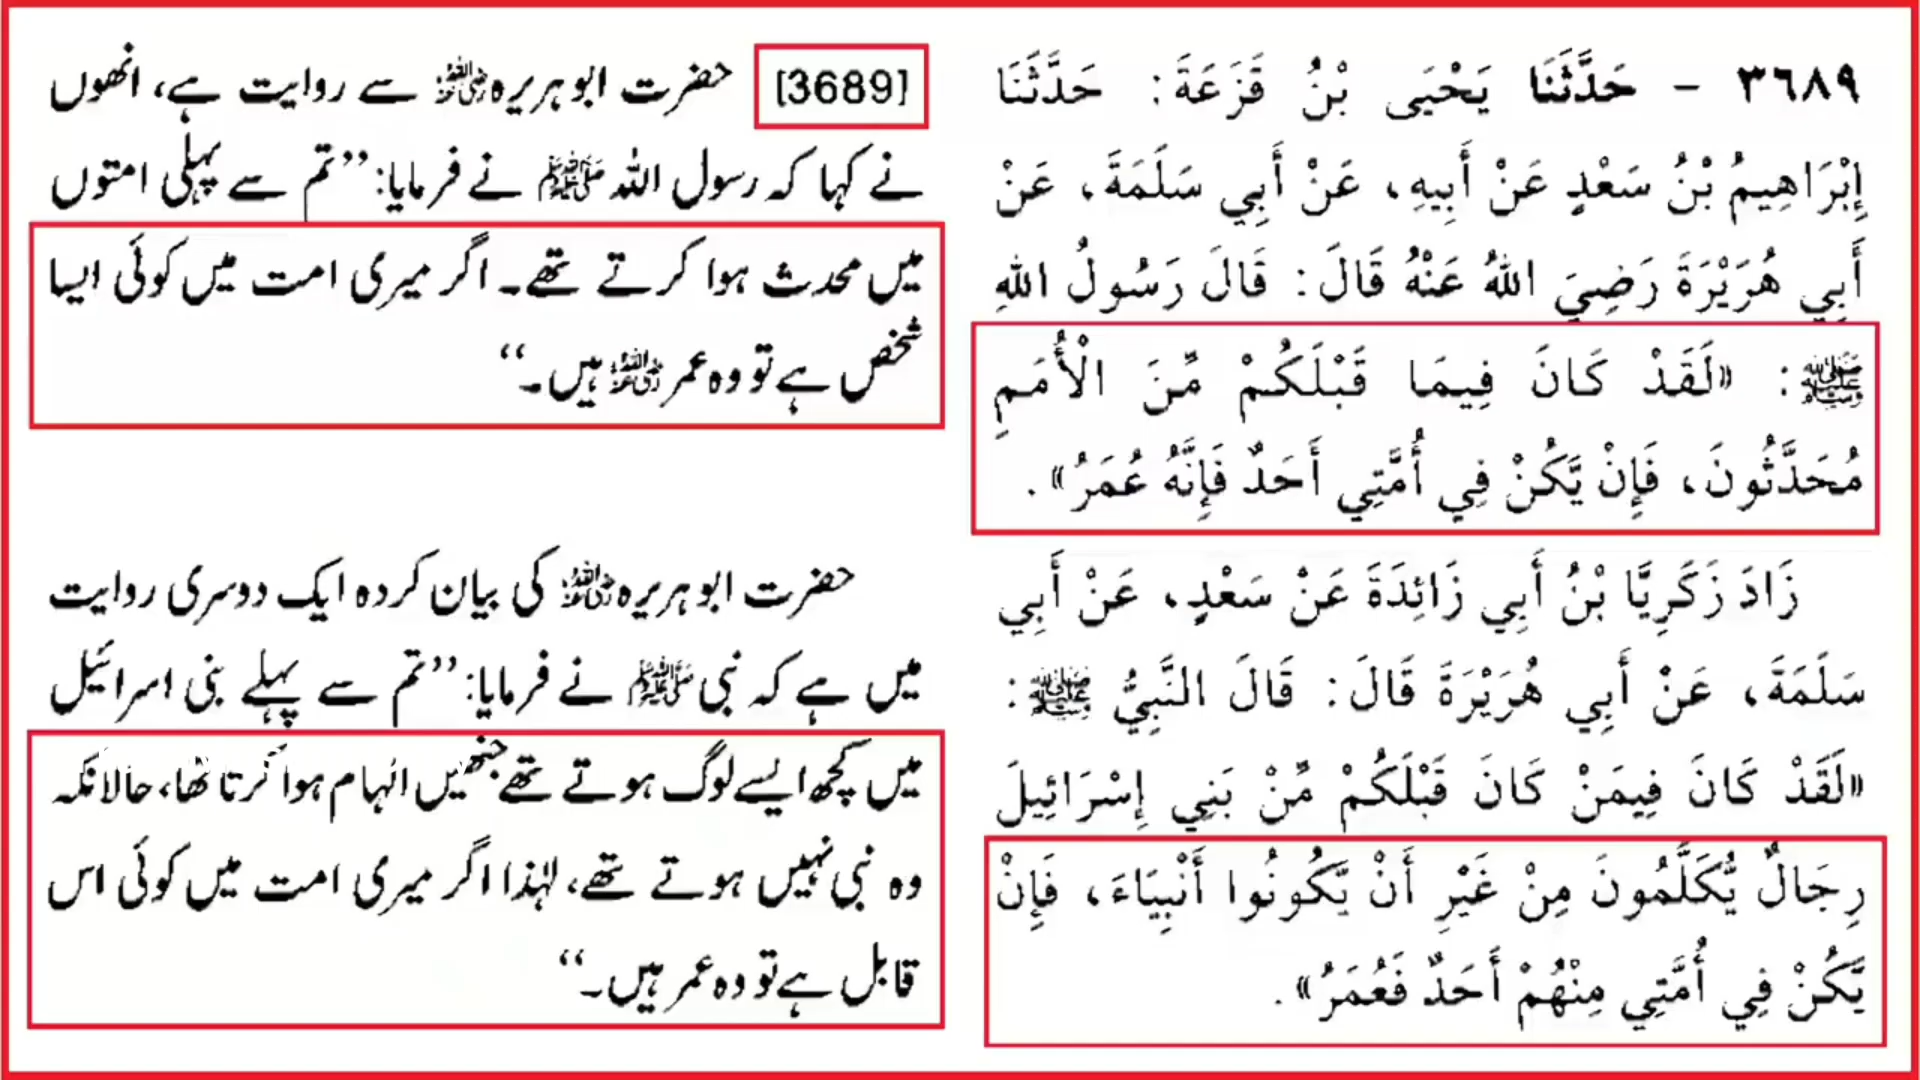 ٣٦٨٩ - حَدَّثَنَا يَحْيَى بْنُ قَزَعَةَ: حَدَّثَنَا
إِبْرَاهِيمُ بْنُ سَعْدٍ عَنْ أَبِيهِ، عَنْ أَبِي سَلَمَةَ، عَنْ
أَبِي هُرَيْرَةَ رَضِيَ اللهُ عَنْهُ قَالَ: قَالَ رَسُولُ اللهِ
ﷺ: «لَقَدْ كَانَ فِيمَا قَبْلَكُمْ مِّنَ الْأُمَمِ
مُحَدَّثُونَ، فَإِنْ يَّكُنْ فِي أُمَّتِي أَحَدٌ فَإِنَّهُ عُمَرُ».
زَادَ زَكَرِيَّا بْنُ أَبِي زَائِدَةَ عَنْ سَعْدٍ، عَنْ أَبِي
سَلَمَةَ، عَنْ أَبِي هُرَيْرَةَ قَالَ: قَالَ النَّبِيُّ ﷺ:
«لَقَدْ كَانَ فِيمَنْ كَانَ قَبْلَكُمْ مِّنْ بَنِي إِسْرَائِيلَ
رِجَالٌ يُّكَلَّمُونَ مِنْ غَيْرِ أَنْ يَّكُونُوا أَنْبِيَاءَ، فَإِنْ
يَّكُنْ فِي أُمَّتِي مِنْهُمْ أَحَدٌ فَعُمَرُ».
[3689] حضرت ابو ہریرہ رضی اللہ عنہ سے روایت ہے، انھوں
نے کہا کہ رسول اللہ ﷺ نے فرمایا: ”تم سے پہلی امتوں
میں محدث ہوا کرتے تھے۔ اگر میری امت میں کوئی ایسا
شخص ہے تو وہ عمر رضی اللہ عنہ ہیں۔“
حضرت ابو ہریرہ رضی اللہ عنہ کی بیان کردہ ایک دوسری روایت
میں ہے کہ نبی ﷺ نے فرمایا: ”تم سے پہلے بنی اسرائیل
میں کچھ ایسے لوگ ہوتے تھے جنھیں الہام ہوا کرتا تھا، حالانکہ
وہ نبی نہیں ہوتے تھے، لہٰذا اگر میری امت میں کوئی اس
قابل ہے تو وہ عمر ہیں۔“